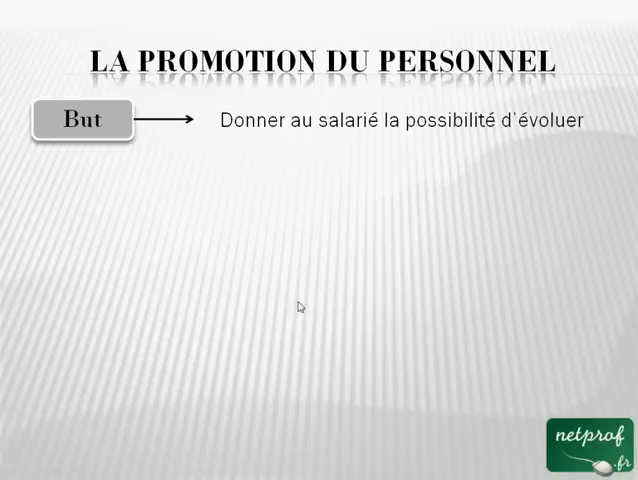 LA PROMOTION DU PERSONNEL
But
Donner au salarié la possibilité d'évoluer
netprof
.fr